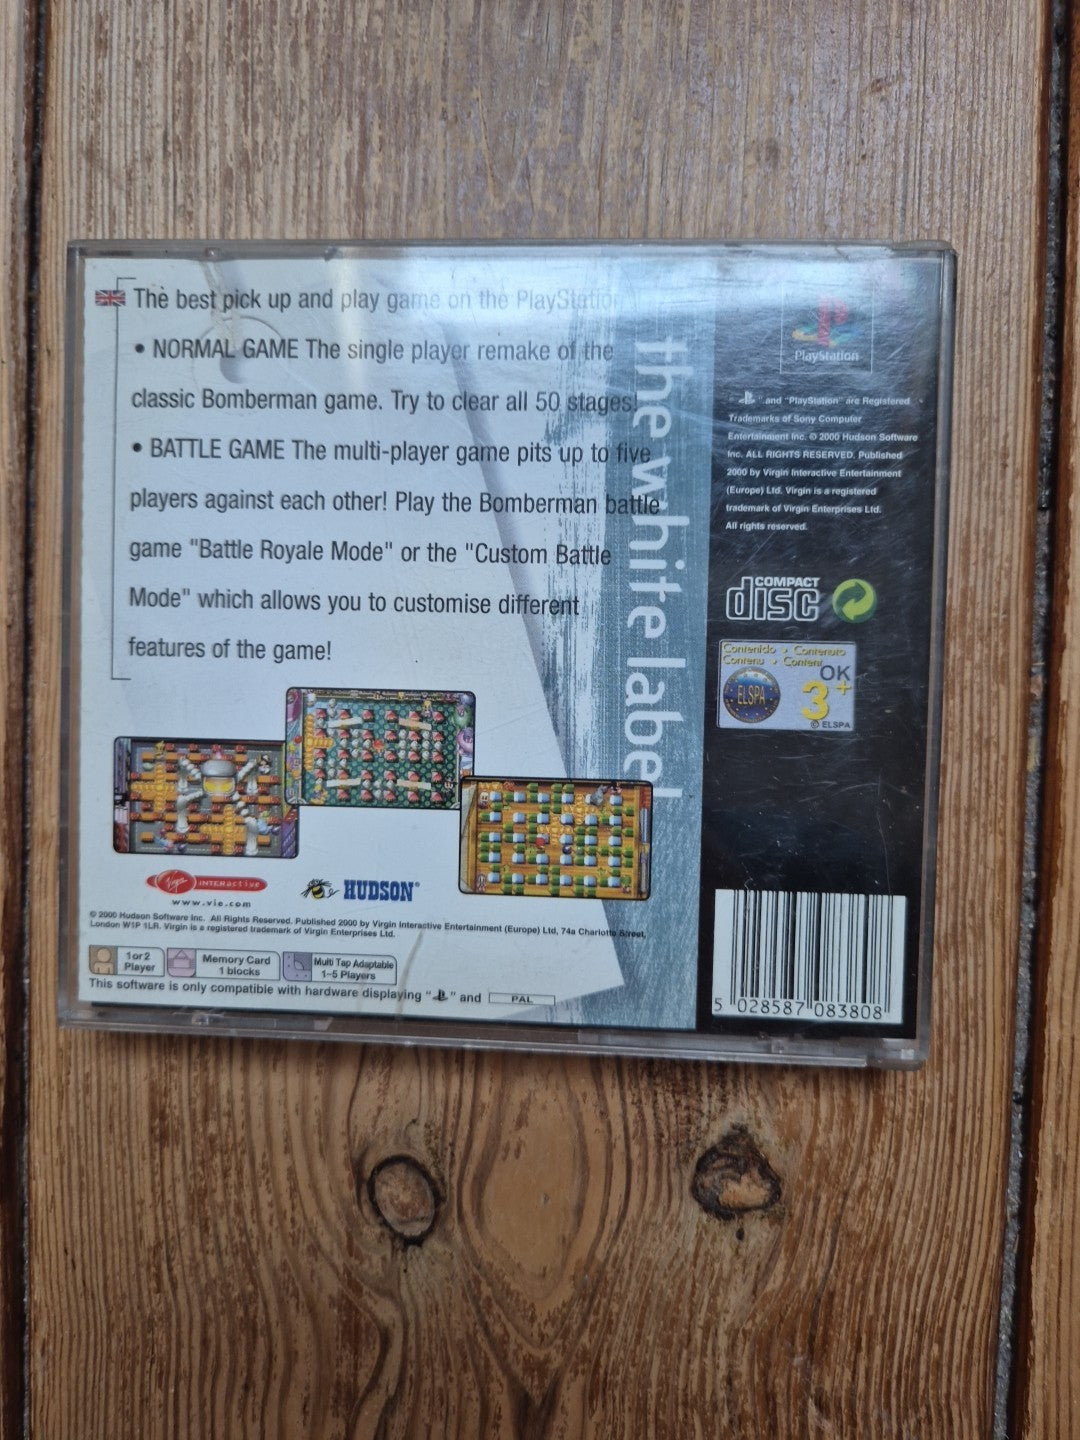 The best pick up and play game on the PlayStation
• NORMAL GAME The single player remake of the
classic Bomberman game. Try to clear all 50 stages!
• BATTLE GAME The multi-player game pits up to five
players against each other! Play the Bomberman battle
game "Battle Royale Mode" or the "Custom Battle
Mode" which allows you to customise different
features of the game!
the white label
Virgin INTERACTIVE
www.vie.com
HUDSON®
© 2000 Hudson Software Inc. All Rights Reserved. Published 2000 by Virgin Interactive Entertainment (Europe) Ltd, 74a Charlotte Street,
London W1P 1LR. Virgin is a registered trademark of Virgin Enterprises Ltd.
1 or 2
Player
Memory Card
1 blocks
Multi Tap Adaptable
1~5 Players
This software is only compatible with hardware displaying " " and PAL
PlayStation
and "PlayStation" are Registered
Trademarks of Sony Computer
Entertainment Inc. © 2000 Hudson Software
Inc. ALL RIGHTS RESERVED. Published
2000 by Virgin Interactive Entertainment
(Europe) Ltd. Virgin is a registered
trademark of Virgin Enterprises Ltd.
All rights reserved.
COMPACT
disc
Contenido • Contenuto
Contenu • Content
OK
ELSPA
3+
© ELSPA
5 028587 083808